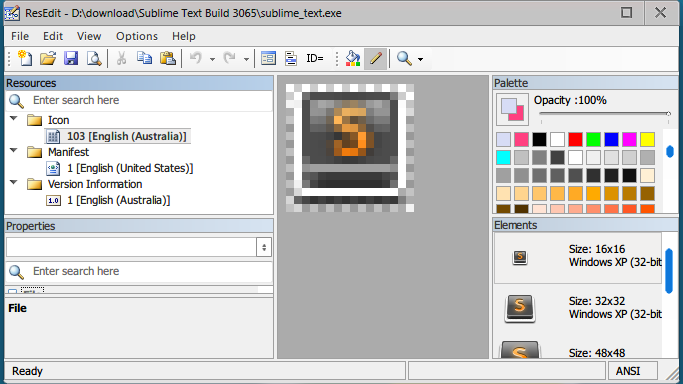 ResEdit - D:\download\Sublime Text Build 3065\sublime_text.exe
File Edit View Options Help
ID=
Resources
Enter search here
Icon
103 [English (Australia)]
Manifest
1 [English (United States)]
Version Information
1.0 1 [English (Australia)]
Properties
Enter search here
File
Palette
Opacity :100%
Elements
Size: 16x16
Windows XP (32-bit
Size: 32x32
Windows XP (32-bit
Size: 48x48
Ready
ANSI